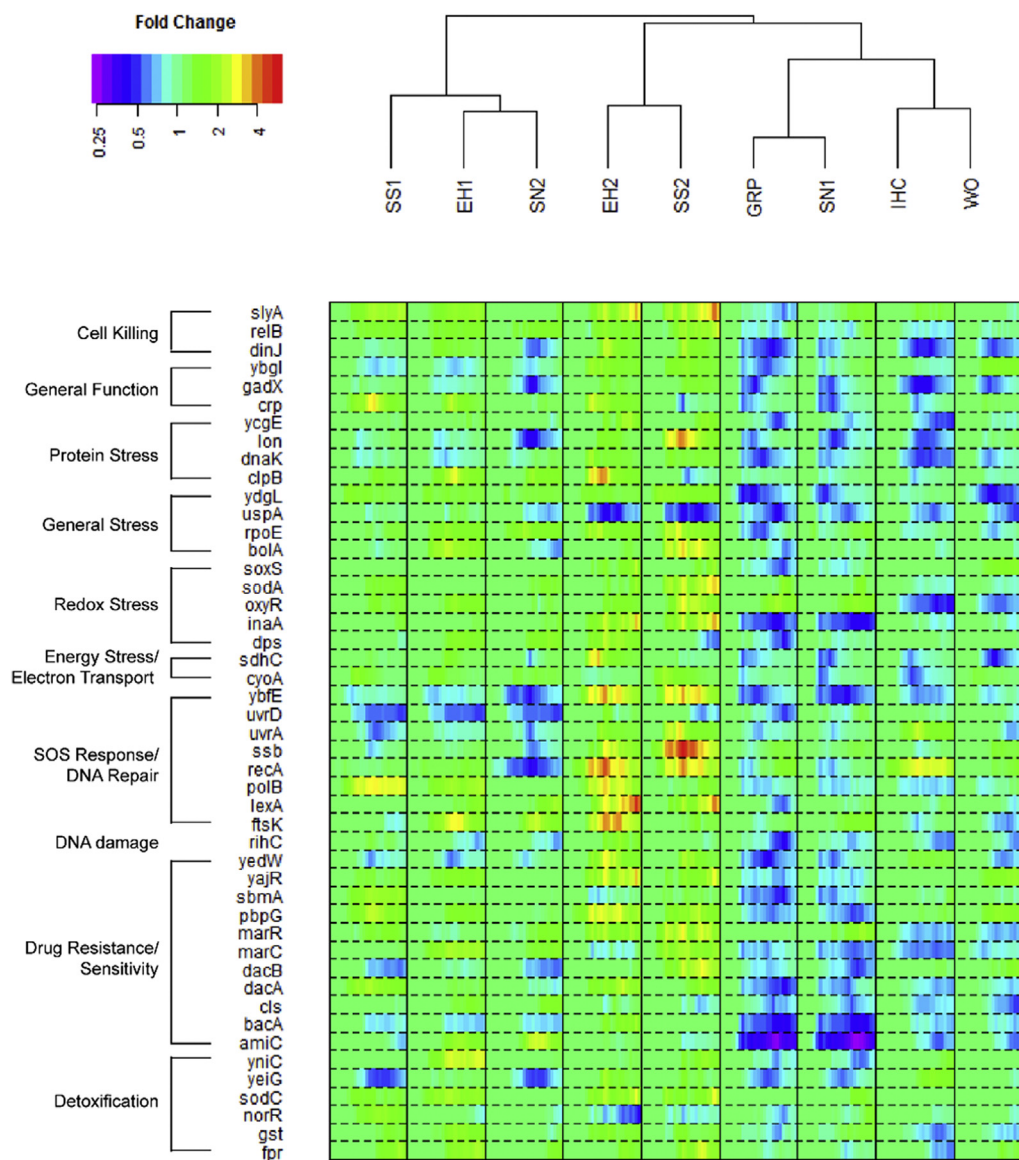 Fold Change
0.25
0.5
1
2
4
SS1
EH1
SN2
EH2
SS2
GRP
SN1
IHC
WO
Cell Killing
General Function
Protein Stress
General Stress
Redox Stress
Energy Stress/
Electron Transport
SOS Response/
DNA Repair
DNA damage
Drug Resistance/
Sensitivity
Detoxification
slyA
relB
dinJ
ybgI
gadX
crp
ycgE
lon
dnaK
clpB
ydgL
uspA
rpoE
bolA
soxS
sodA
oxyR
inaA
dps
sdhC
cyoA
ybfE
uvrD
uvrA
ssb
recA
polB
lexA
ftsK
rihC
yedW
yajR
sbmA
pbpG
marR
marC
dacB
dacA
cls
bacA
amiC
yniC
yeiG
sodC
norR
gst
fpr